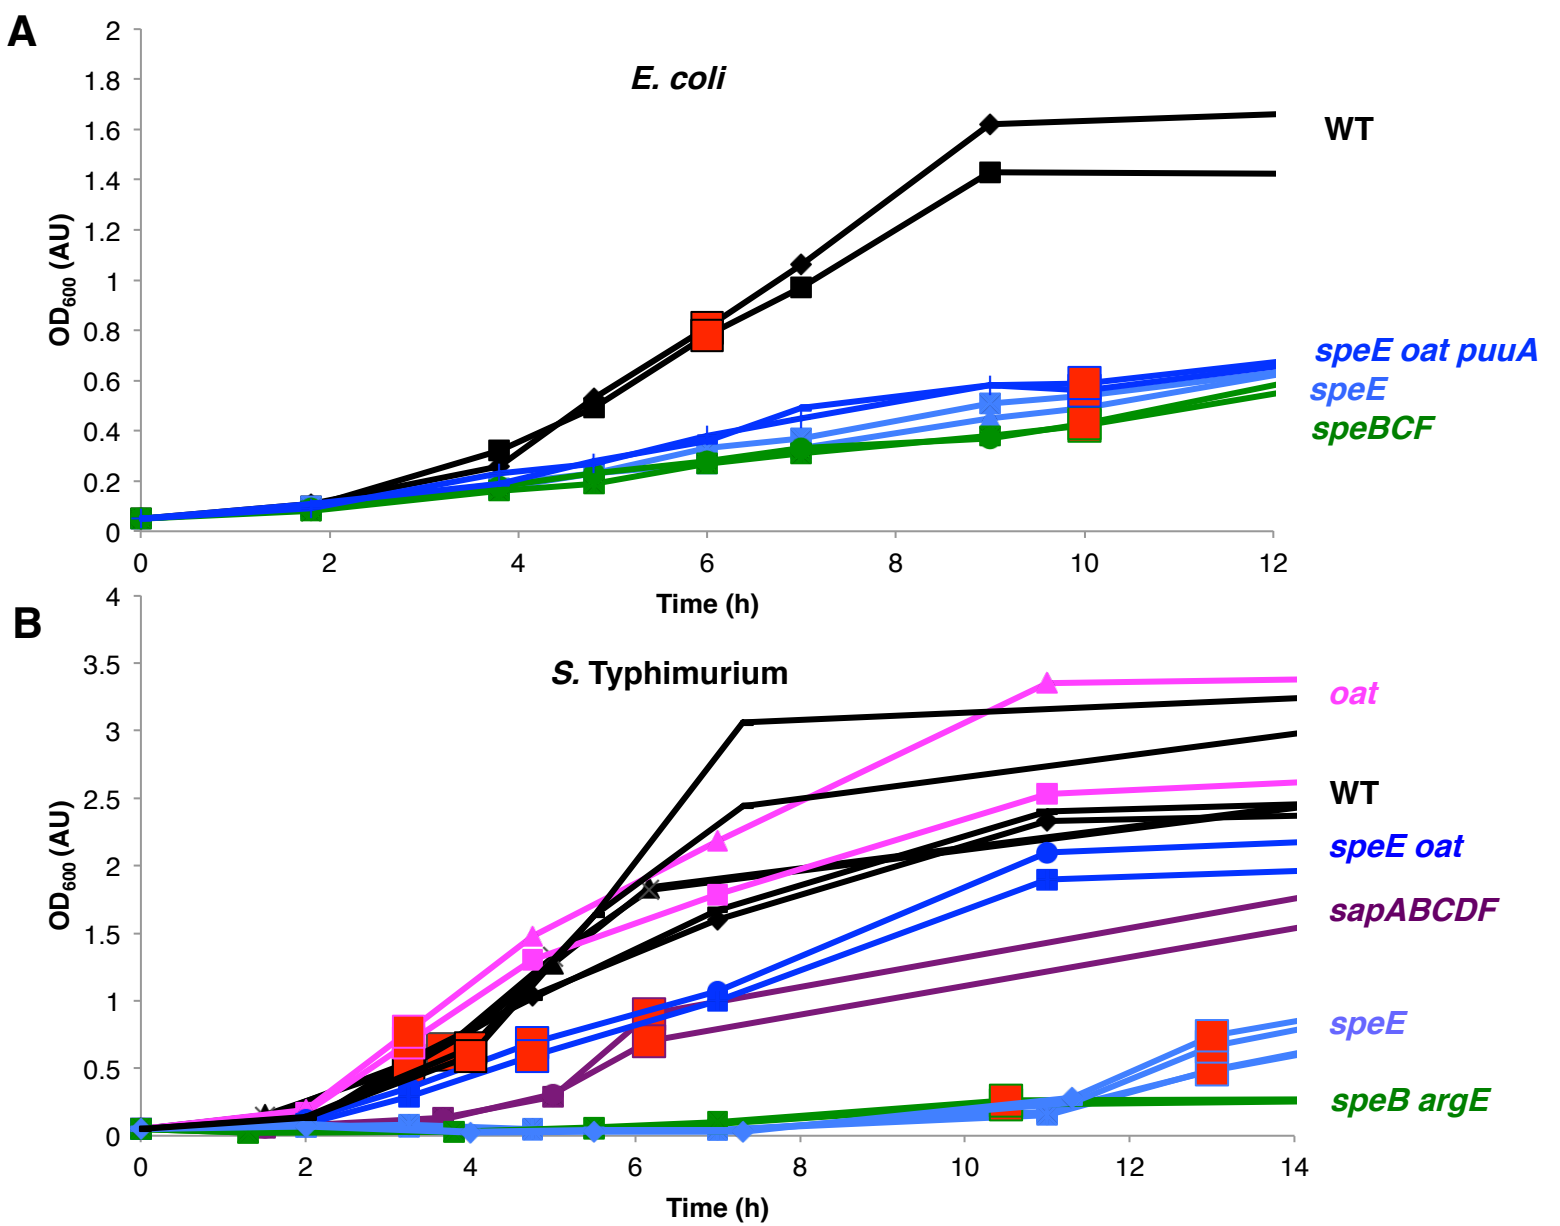 A
E. coli
OD600 (AU)
2
1.8
1.6
1.4
1.2
1
0.8
0.6
0.4
0.2
0
WT
speE oat puuA
speE
speBCF
0 2 4 6 8 10 12
Time (h)
B
S. Typhimurium
OD600 (AU)
4
3.5
3
2.5
2
1.5
1
0.5
0
oat
WT
speE oat
sapABCDF
speE
speB argE
0 2 4 6 8 10 12 14
Time (h)